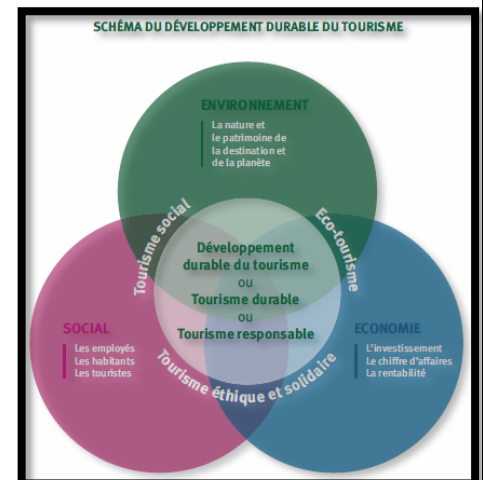 SCHÉMA DU DÉVELOPPEMENT DURABLE DU TOURISME
ENVIRONNEMENT
La nature et
le patrimoine de
la destination et
de la planète
Tourisme social
Eco-tourisme
Développement
durable du tourisme
ou
Tourisme durable
ou
Tourisme responsable
SOCIAL
Les employés
Les habitants
Les touristes
ECONOMIE
L'investissement
Le chiffre d'affaires
La rentabilité
Tourisme éthique et solidaire